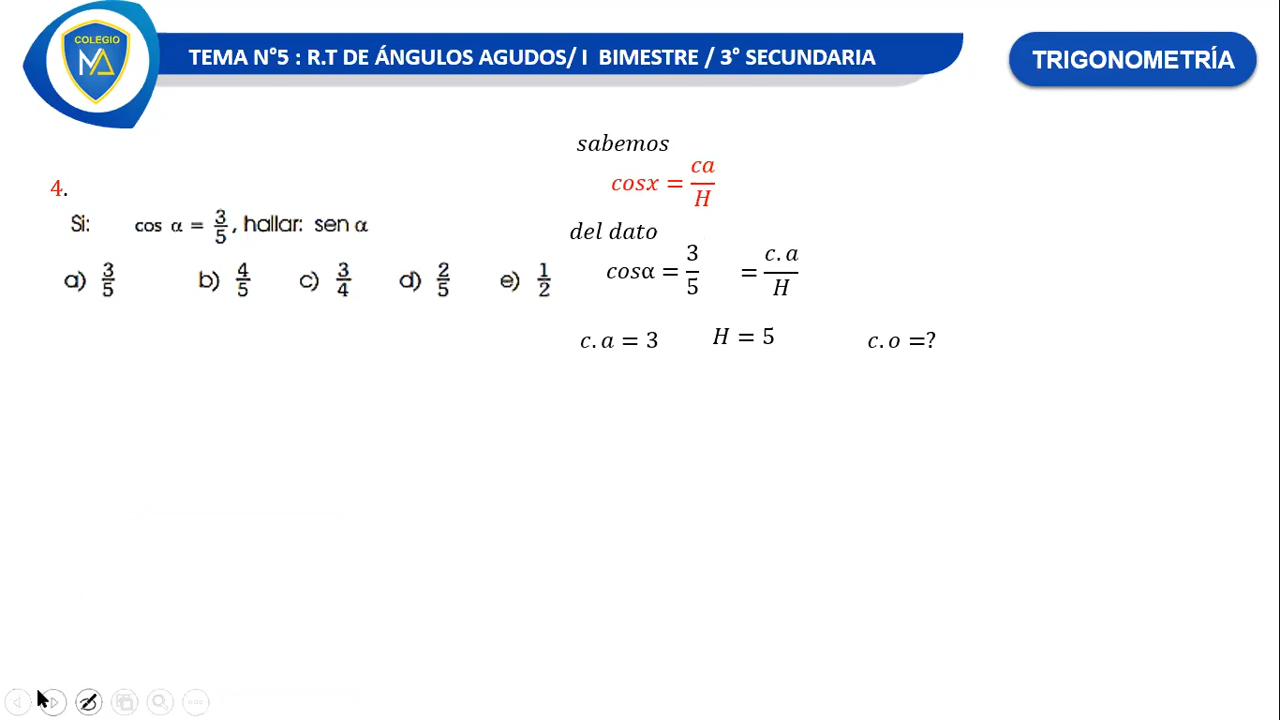 COLEGIO
MA
TEMA N°5 : R.T DE ÁNGULOS AGUDOS/ I BIMESTRE / 3° SECUNDARIA
TRIGONOMETRÍA
4.
Si: cos α = 3/5, hallar: sen α
a) 3/5 b) 4/5 c) 3/4 d) 2/5 e) 1/2
sabemos
cosx = ca/H
del dato
cosα = 3/5 = c.a/H
c.a = 3 H = 5 c.o =?